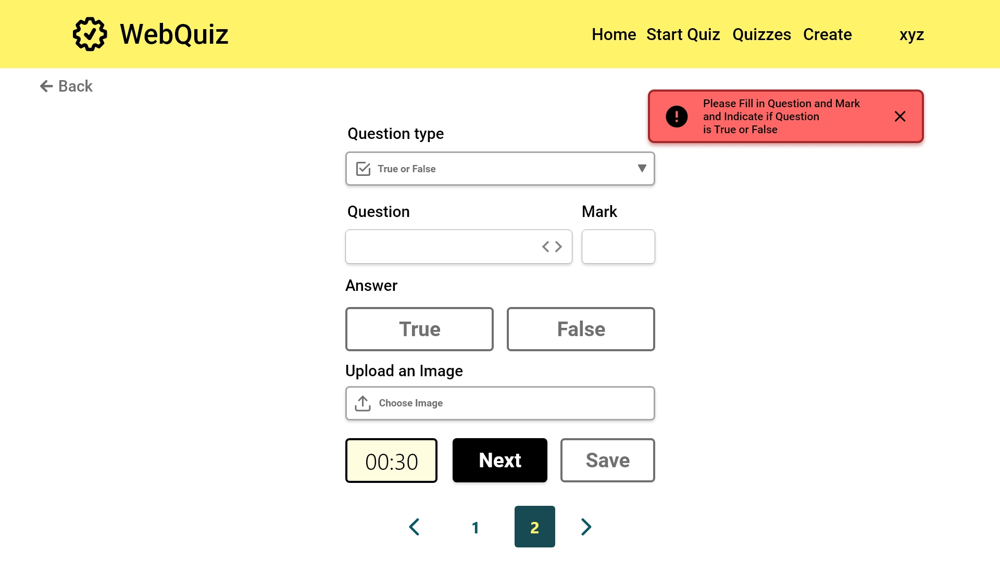 WebQuiz
Home Start Quiz Quizzes Create xyz
Back
Please Fill in Question and Mark
and Indicate if Question
is True or False
Question type
True or False
Question Mark
Answer
True False
Upload an Image
Choose Image
00:30 Next Save
1 2